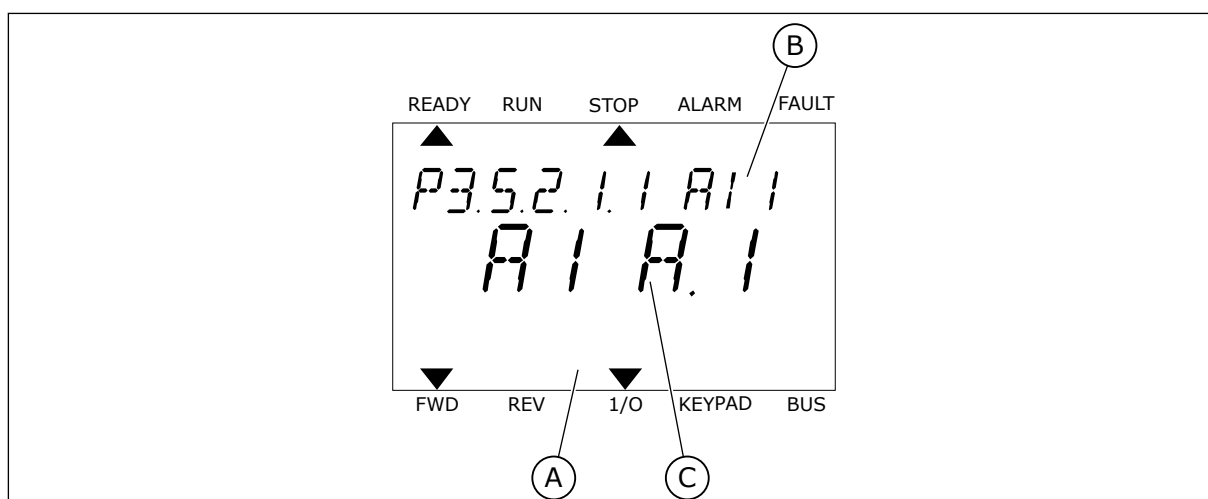 B
READY RUN STOP ALARM FAULT
P3.5.2.1.1 AI1
AI A.1
FWD REV 1/O KEYPAD BUS
A C